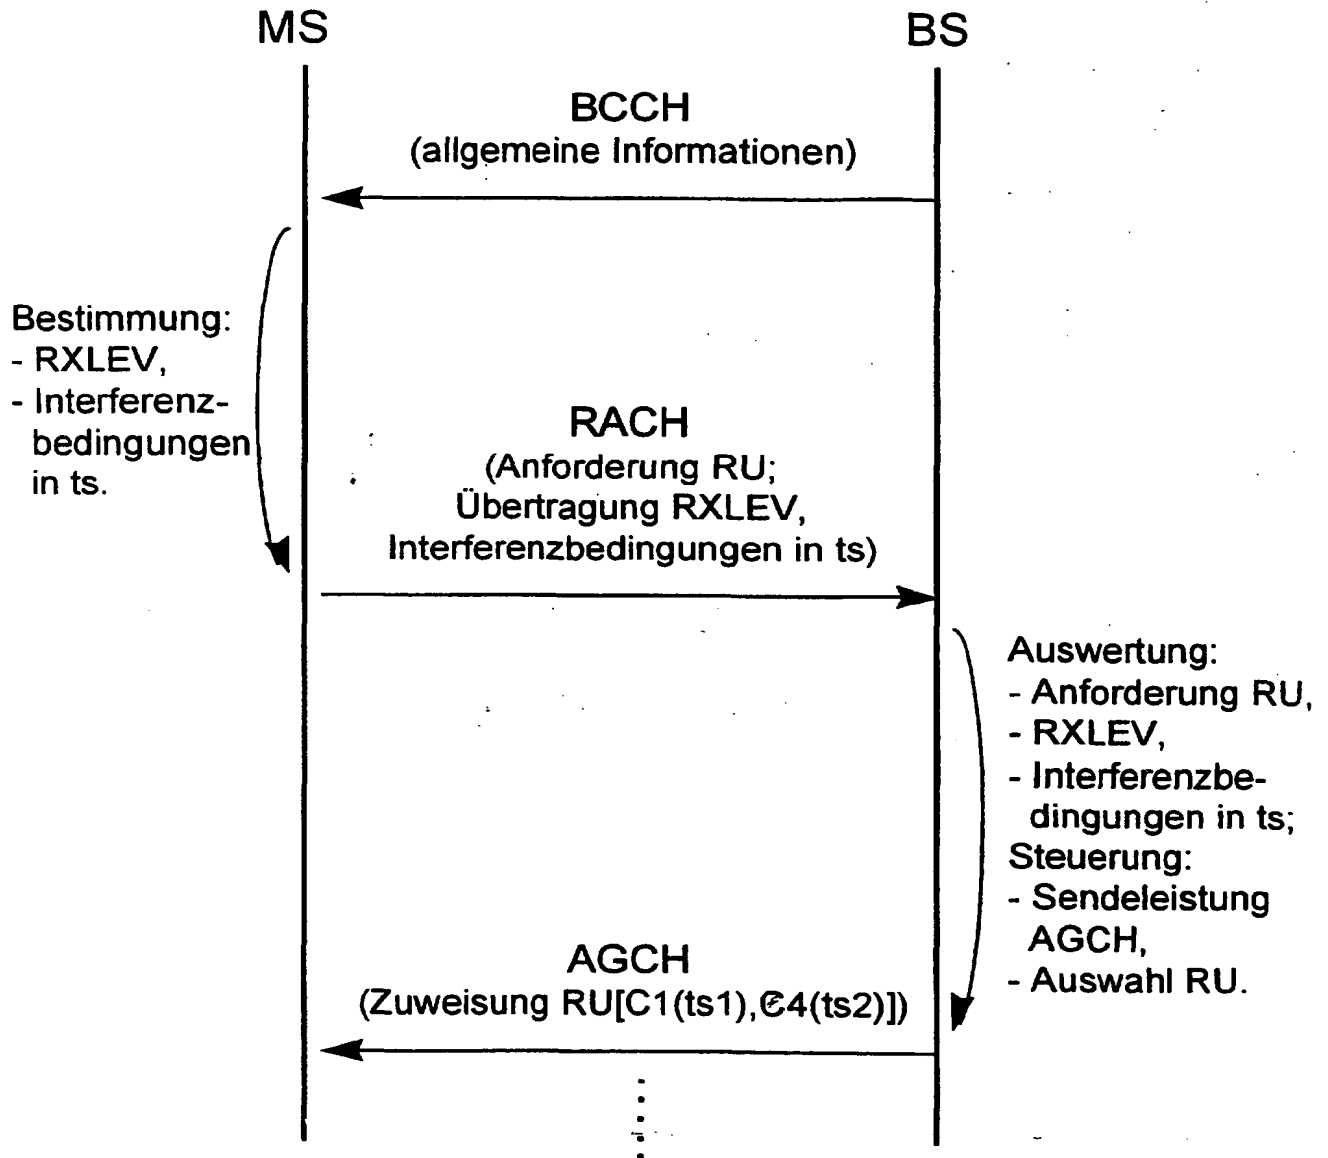 MS
BS
BCCH
(allgemeine Informationen)
Bestimmung:
- RXLEV,
- Interferenz-
bedingungen
in ts.
RACH
(Anforderung RU;
Übertragung RXLEV,
Interferenzbedingungen in ts)
Auswertung:
- Anforderung RU,
- RXLEV,
- Interferenzbe-
dingungen in ts;
Steuerung:
- Sendeleistung
AGCH,
- Auswahl RU.
AGCH
(Zuweisung RU[C1(ts1),C4(ts2)])